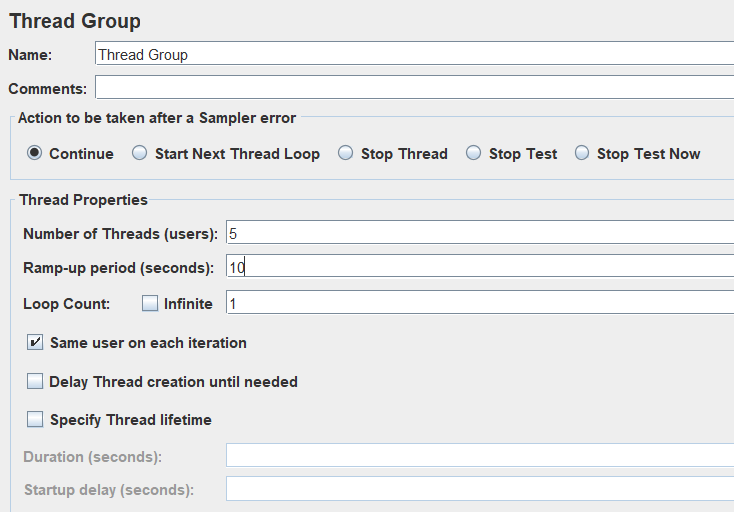 Thread Group
Name: Thread Group
Comments:
Action to be taken after a Sampler error
Continue Start Next Thread Loop Stop Thread Stop Test Stop Test Now
Thread Properties
Number of Threads (users): 5
Ramp-up period (seconds): 10
Loop Count: Infinite 1
Same user on each iteration
Delay Thread creation until needed
Specify Thread lifetime
Duration (seconds):
Startup delay (seconds):